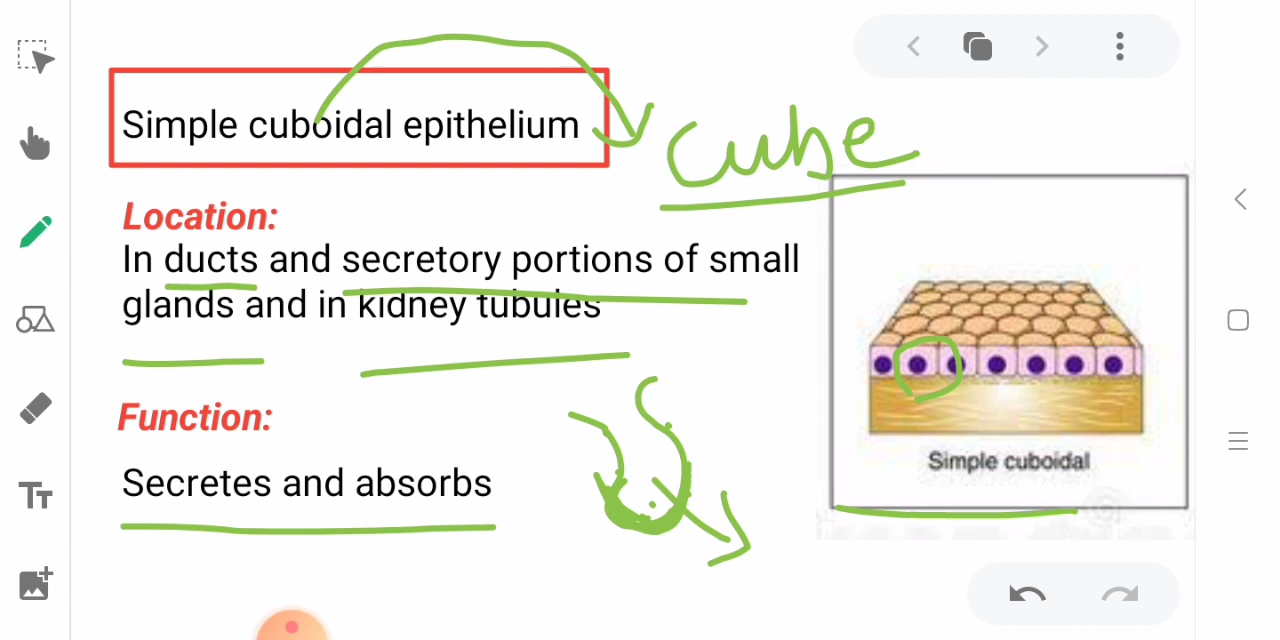 Simple cuboidal epithelium
cube
Location:
In ducts and secretory portions of small
glands and in kidney tubules
Function:
Secretes and absorbs
Simple cuboidal
TT